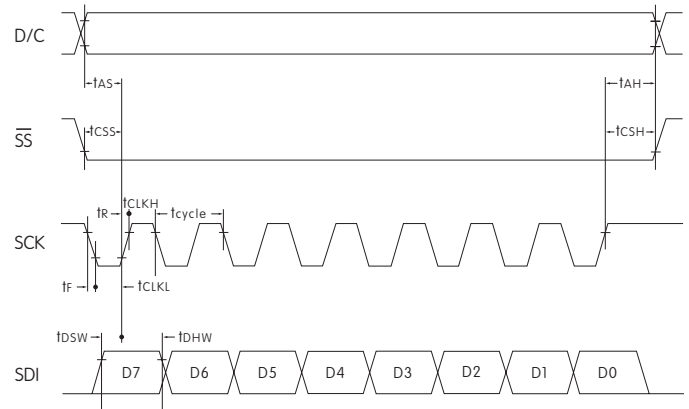 D/C
tAS tAH
SS
tCSS tCSH
tR tCLKH tcycle
SCK
tF tCLKL
tDSW tDHW
SDI D7 D6 D5 D4 D3 D2 D1 D0